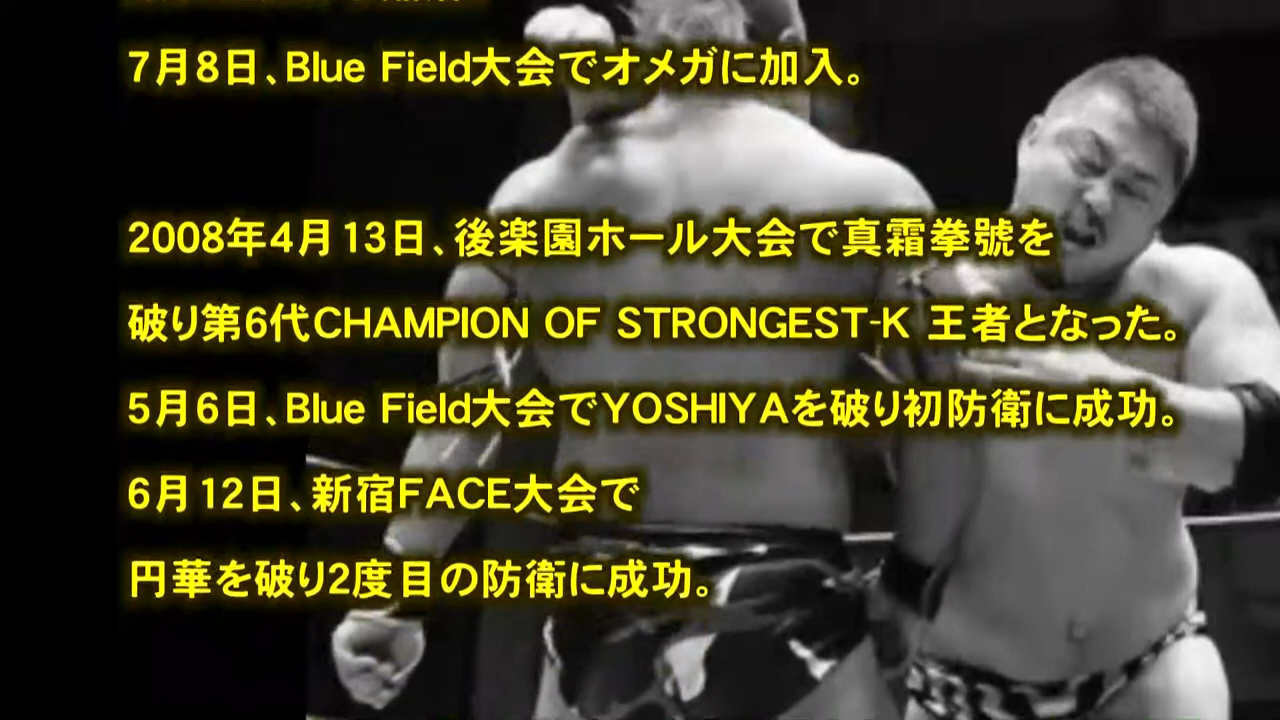 7月8日、Blue Field大会でオメガに加入。
2008年4月13日、後楽園ホール大会で真霜拳號を
破り第6代CHAMPION OF STRONGEST-K 王者となった。
5月6日、Blue Field大会でYOSHIYAを破り初防衛に成功。
6月12日、新宿FACE大会で
円華を破り2度目の防衛に成功。